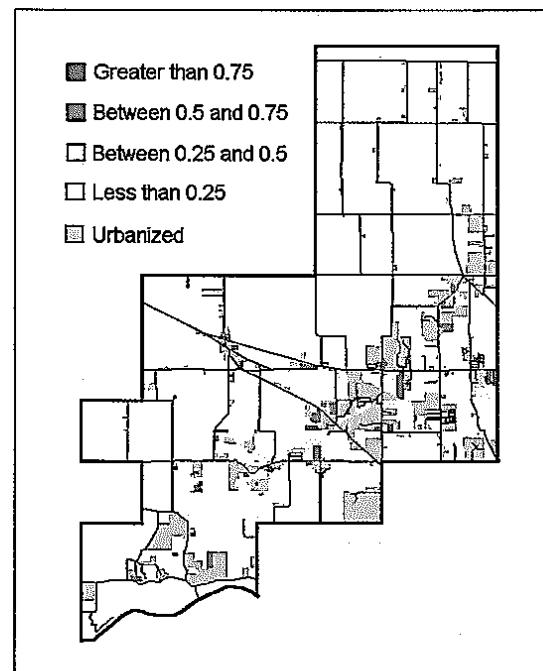 Greater than 0.75
Between 0.5 and 0.75
Between 0.25 and 0.5
Less than 0.25
Urbanized